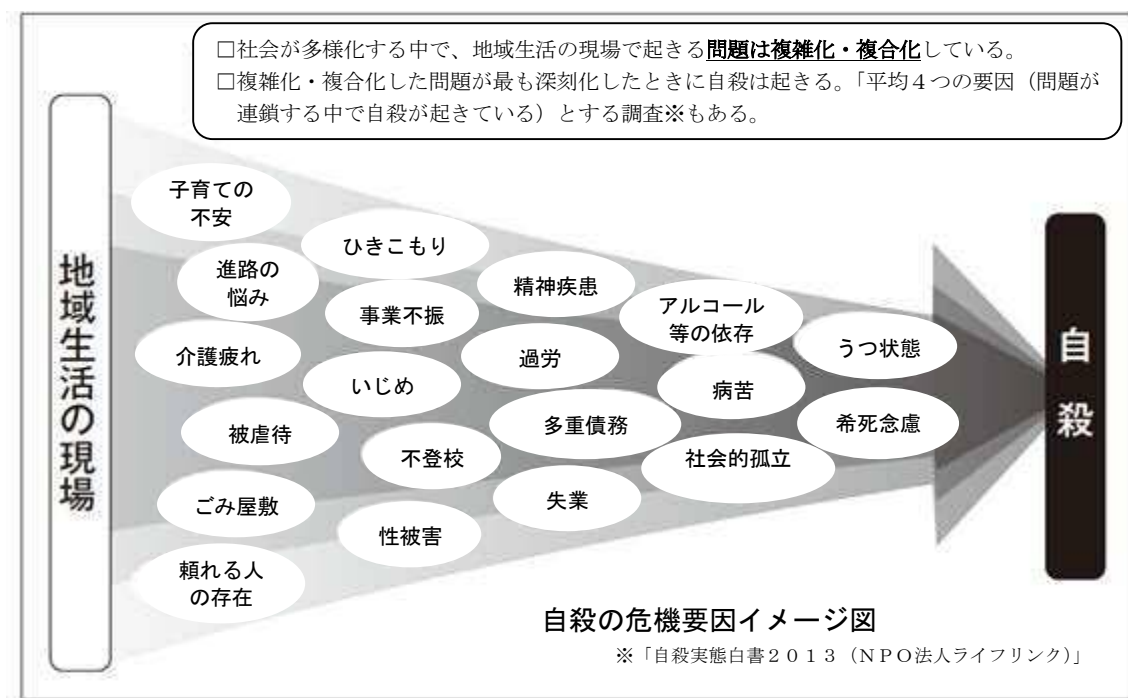 □社会が多様化する中で、地域生活の現場で起きる問題は複雑化・複合化している。
□複雑化・複合化した問題が最も深刻化したときに自殺は起きる。「平均４つの要因（問題が
連鎖する中で自殺が起きている）とする調査※もある。
地域生活の現場
子育ての
不安
進路の
悩み
介護疲れ
被虐待
ごみ屋敷
頼れる人
の存在
ひきこもり
事業不振
いじめ
不登校
性被害
精神疾患
過労
多重債務
失業
アルコール
等の依存
病苦
社会的孤立
うつ状態
希死念慮
自殺
自殺の危機要因イメージ図
※「自殺実態白書２０１３（ＮＰＯ法人ライフリンク）」